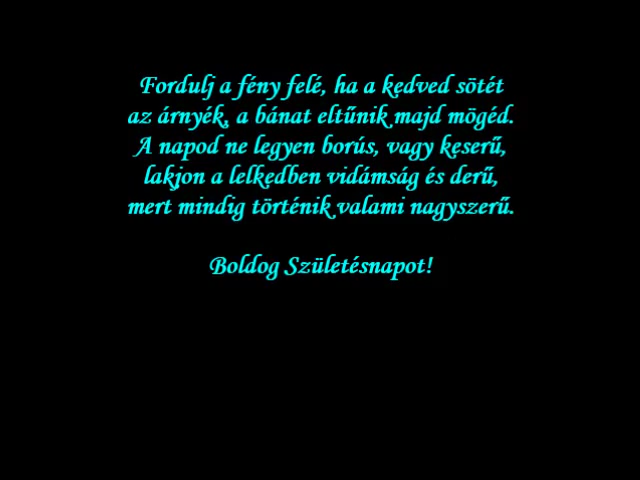 Fordulj a fény felé, ha a kedved sötét
az árnyék, a bánat eltűnik majd mögéd.
A napod ne legyen borús, vagy keserű,
lakjon a lelkedben vidámság és derű,
mert mindig történik valami nagyszerű.
Boldog Születésnapot!